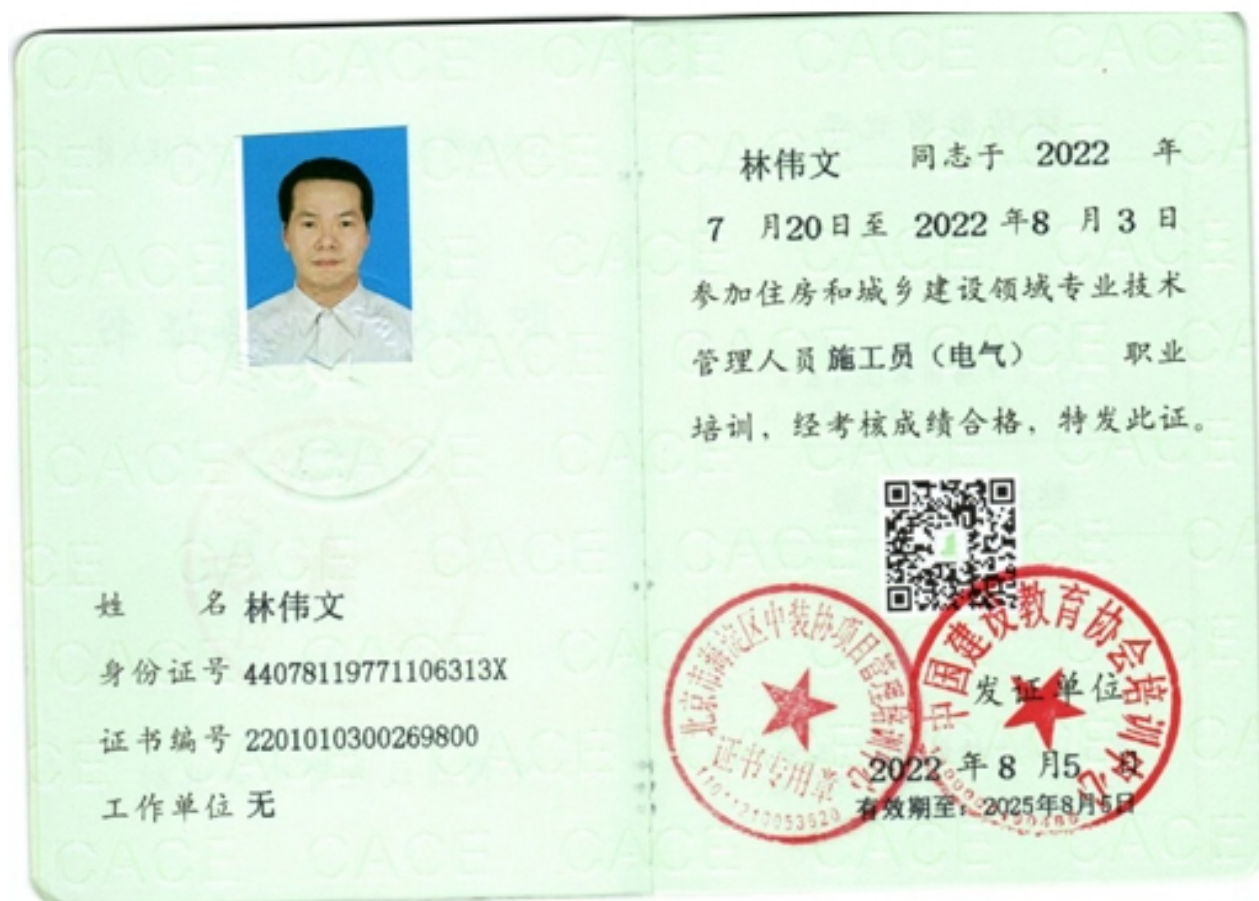 姓 名 林伟文
身份证号 44078119771106313X
证书编号 2201010300269800
工作单位 无
林伟文 同志于 2022 年
7 月20日至 2022 年8 月 3 日
参加住房和城乡建设领域专业技术
管理人员 施工员（电气） 职业
培训，经考核成绩合格，特发此证。
北京市海淀区中装协项目管理培训中心
证书专用章
中国建设教育协会培训中心
发证单位
2022 年 8 月5 日
有效期至：2025年8月5日
CACE